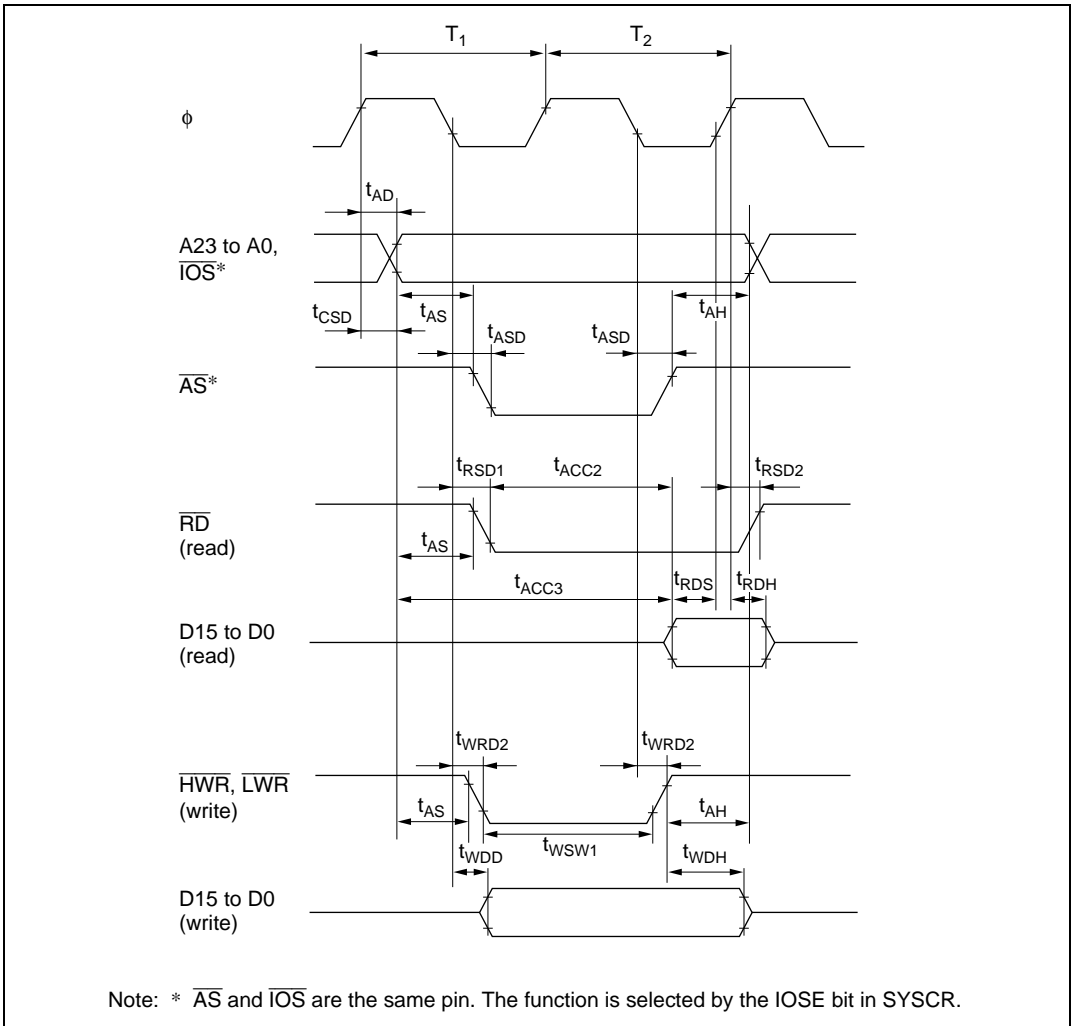 T1 T2
ϕ
tAD
A23 to A0,
IOS*
tCSD tAS tAH
tASD tASD
AS*
tRSD1 tACC2 tRSD2
RD
(read)
tAS
tACC3 tRDS tRDH
D15 to D0
(read)
tWRD2 tWRD2
HWR, LWR
(write)
tAS tAH
tWSW1
tWDD tWDH
D15 to D0
(write)
Note: * AS and IOS are the same pin. The function is selected by the IOSE bit in SYSCR.